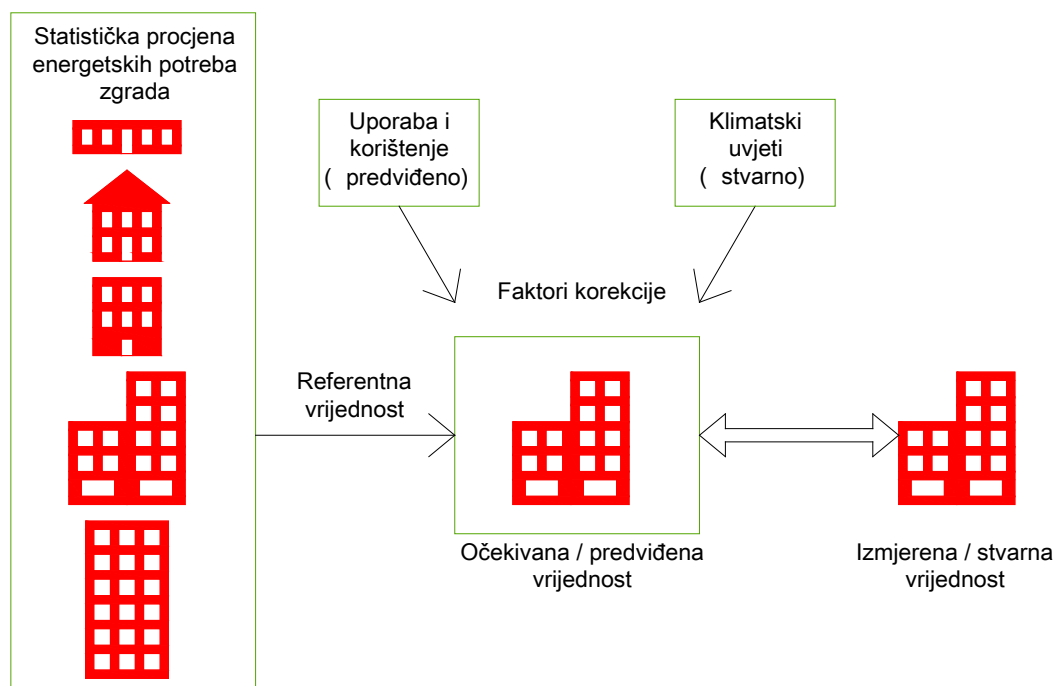 Statistička procjena
energetskih potreba
zgrada
Uporaba i
korištenje
( predviđeno)
Klimatski
uvjeti
( stvarno)
Faktori korekcije
Referentna
vrijednost
Očekivana / predviđena
vrijednost
Izmjerena / stvarna
vrijednost